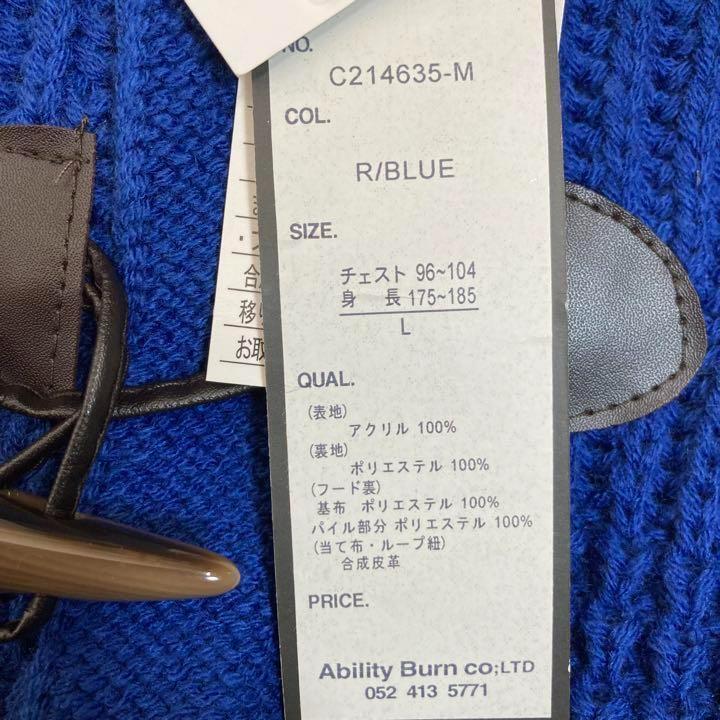 NO.
C214635-M
COL.
R/BLUE
SIZE.
チェスト 96~104
身 長 175~185
L
QUAL.
(表地)
アクリル 100%
(裏地)
ポリエステル 100%
(フード裏)
基布 ポリエステル 100%
パイル部分 ポリエステル 100%
(当て布・ループ紐)
合成皮革
PRICE.
Ability Burn co;LTD
052 413 5771
合
移
お取